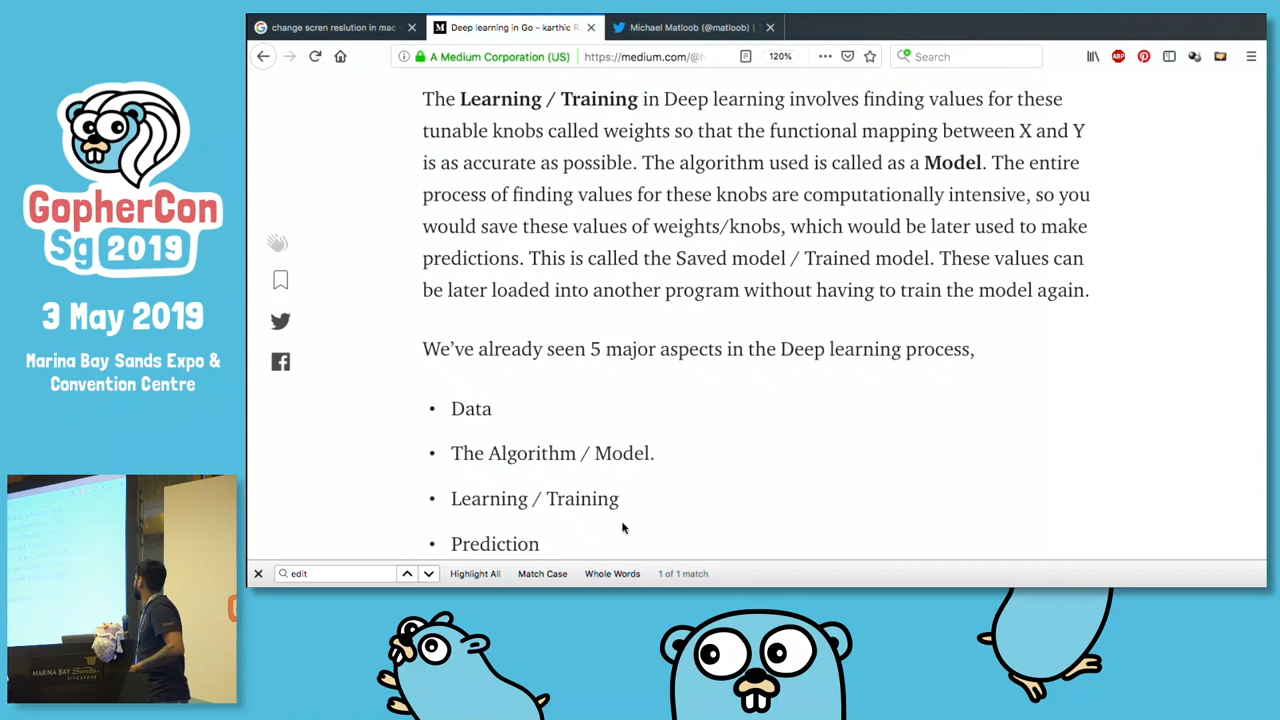 GopherCon
Sg 2019
3 May 2019
Marina Bay Sands Expo &
Convention Centre
MARINA BAY Sands
SINGAPORE
change scren reslution in mac
Deep learning in Go – karthic R
Michael Matloob (@matloob) | T
A Medium Corporation (US)
https://medium.com/@h
120%
Search
ABP
The Learning / Training in Deep learning involves finding values for these
tunable knobs called weights so that the functional mapping between X and Y
is as accurate as possible. The algorithm used is called as a Model. The entire
process of finding values for these knobs are computationally intensive, so you
would save these values of weights/knobs, which would be later used to make
predictions. This is called the Saved model / Trained model. These values can
be later loaded into another program without having to train the model again.
We’ve already seen 5 major aspects in the Deep learning process,
• Data
• The Algorithm / Model.
• Learning / Training
• Prediction
edit
Highlight All
Match Case
Whole Words
1 of 1 match